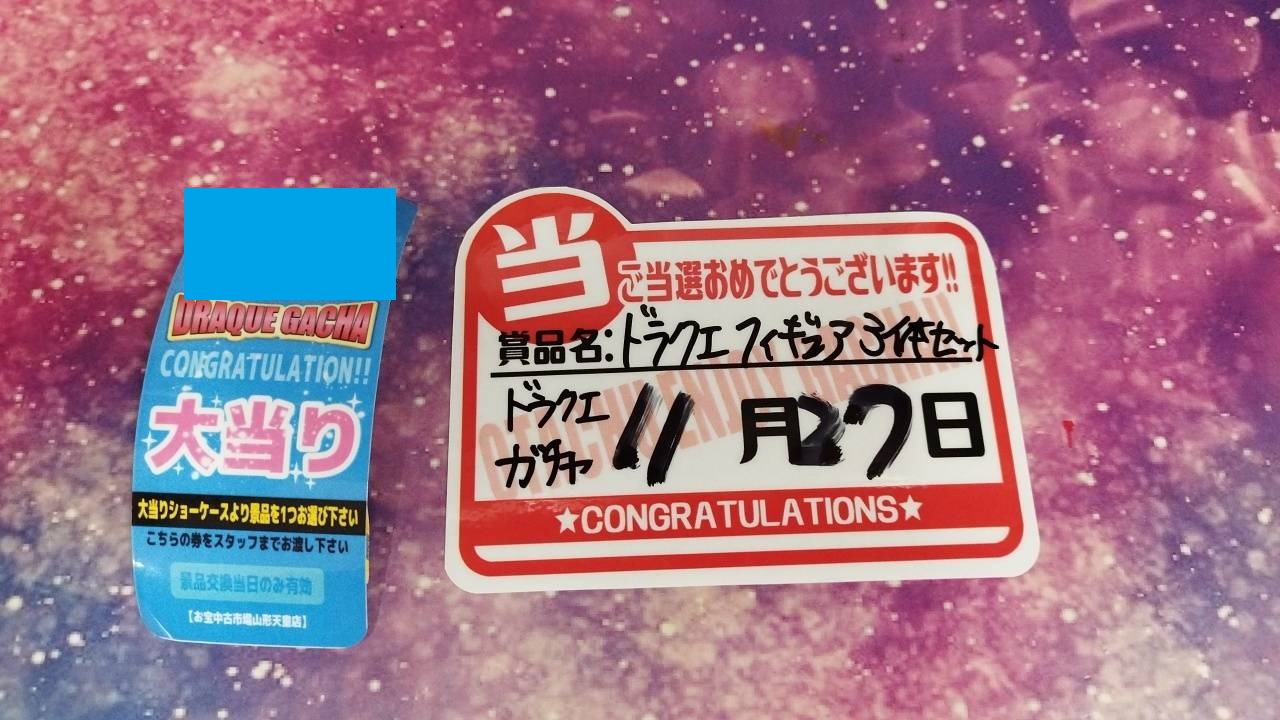 DRAQUE GACHA
CONGRATULATION!!
大当り
大当りショーケースより景品を1つお選び下さい
こちらの券をスタッフまでお渡し下さい
景品交換当日のみ有効
【お宝中古市場山形天童店】
当
ご当選おめでとうございます!!
賞品名:ドラクエフィギュア3体セット
ドラクエ
ガチャ
11月27日
★CONGRATULATIONS★